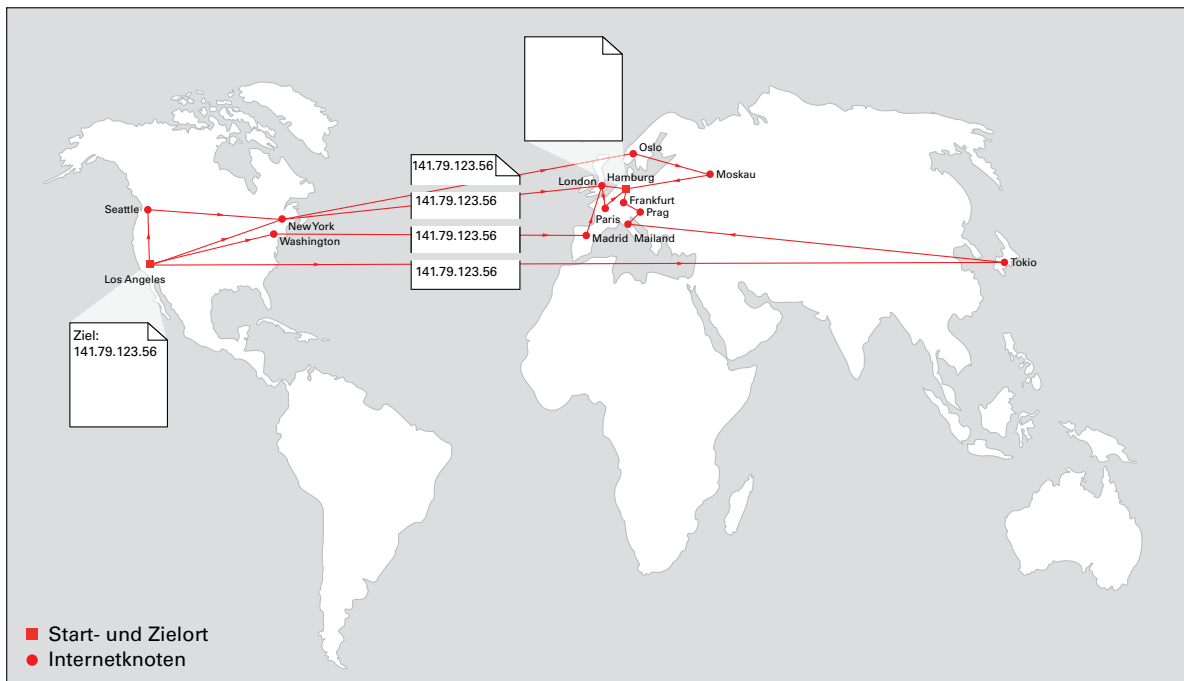 Oslo
141.79.123.56
London
Hamburg
Moskau
Seattle
141.79.123.56
Frankfurt
Paris
Prag
New York
Washington
141.79.123.56
Madrid
Mailand
Los Angeles
141.79.123.56
Tokio
Ziel:
141.79.123.56
Start- und Zielort
Internetknoten